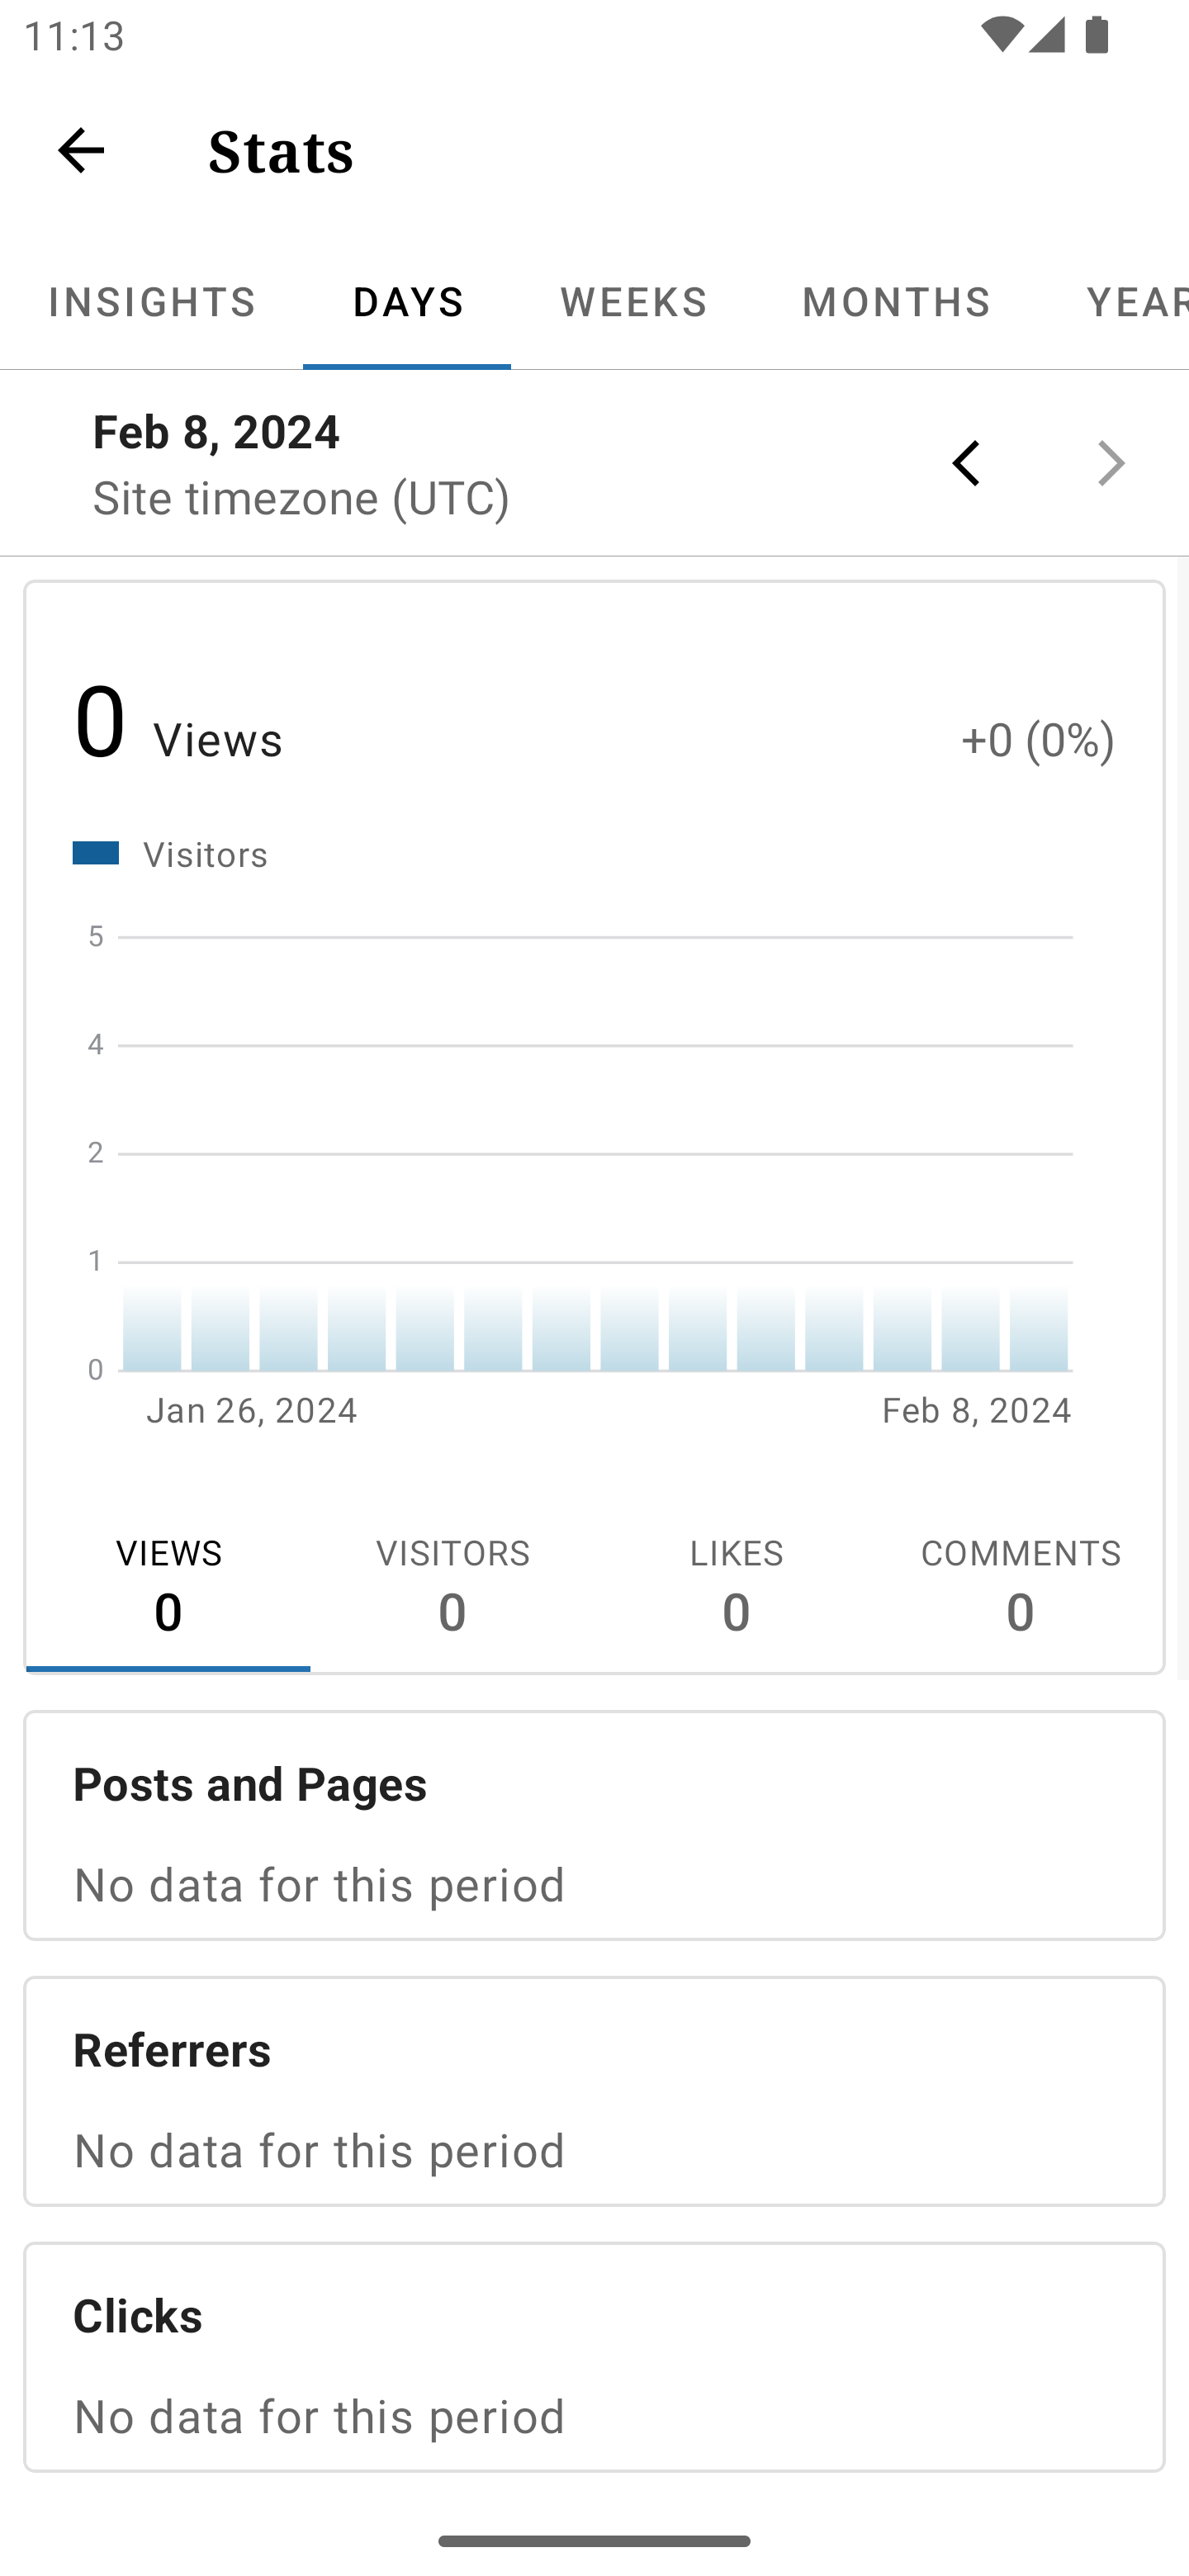 11:13
Stats
INSIGHTS DAYS WEEKS MONTHS YEAR
Feb 8, 2024
Site timezone (UTC)
0 Views +0 (0%)
Visitors
5
4
2
1
0
Jan 26, 2024 Feb 8, 2024
VIEWS VISITORS LIKES COMMENTS
0 0 0 0
Posts and Pages
No data for this period
Referrers
No data for this period
Clicks
No data for this period